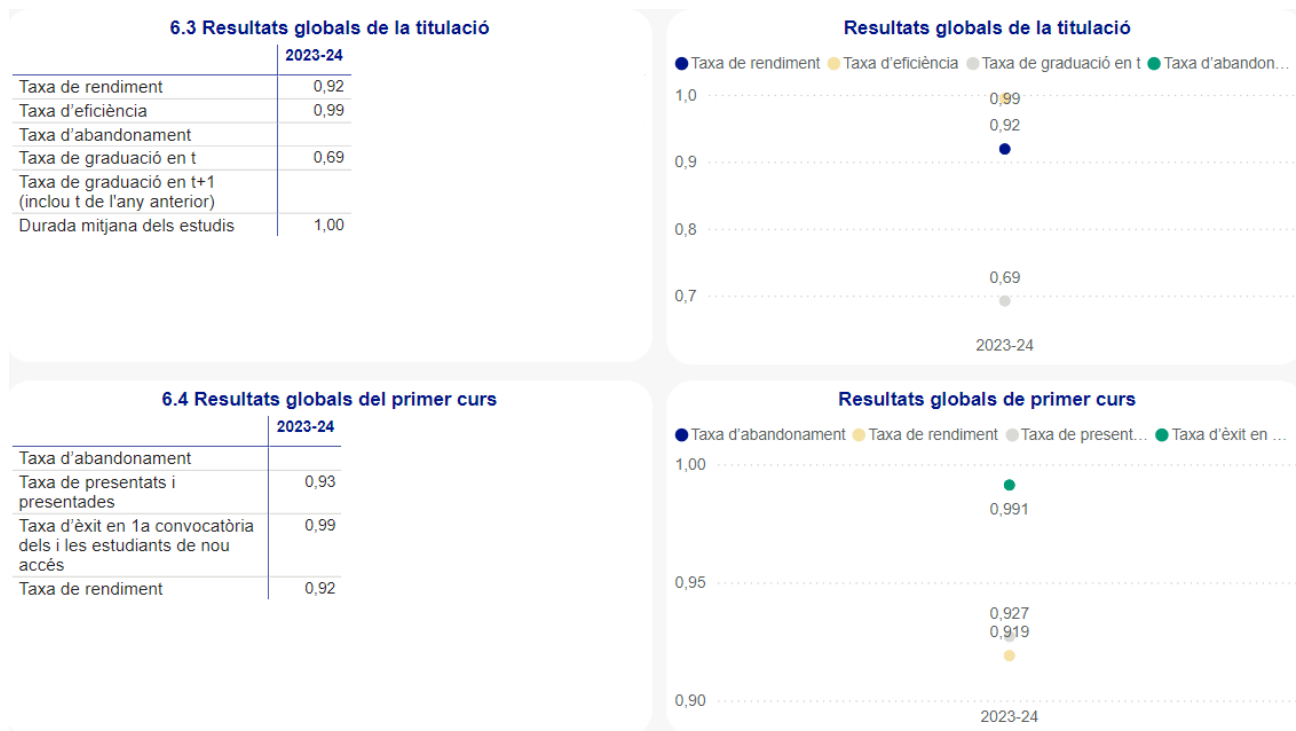 6.3 Resultats globals de la titulació
2023-24
Taxa de rendiment 0,92
Taxa d'eficiència 0,99
Taxa d'abandonament
Taxa de graduació en t 0,69
Taxa de graduació en t+1
(inclou t de l'any anterior)
Durada mitjana dels estudis 1,00
Resultats globals de la titulació
Taxa de rendiment Taxa d'eficiència Taxa de graduació en t Taxa d'abandon...
1,0
0,99
0,92
0,9
0,8
0,69
0,7
2023-24
6.4 Resultats globals del primer curs
2023-24
Taxa d'abandonament
Taxa de presentats i 0,93
presentades
Taxa d'èxit en 1a convocatòria 0,99
dels i les estudiants de nou
accés
Taxa de rendiment 0,92
Resultats globals de primer curs
Taxa d'abandonament Taxa de rendiment Taxa de present... Taxa d'èxit en ...
1,00
0,991
0,95
0,927
0,919
0,90
2023-24